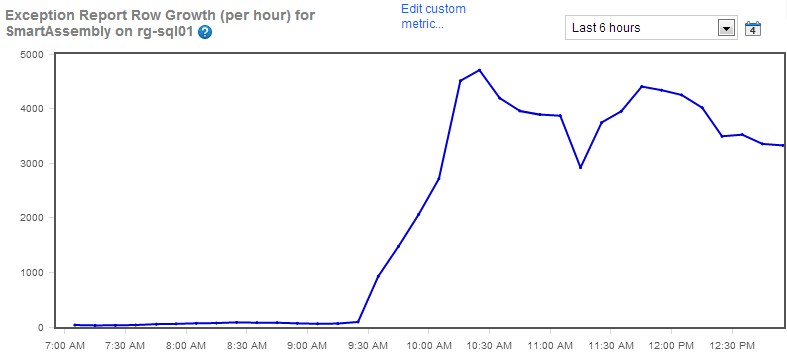 Exception Report Row Growth (per hour) for
SmartAssembly on rg-sql01 ?
Edit custom
metric...
Last 6 hours
4
5000
4000
3000
2000
1000
0
7:00 AM 7:30 AM 8:00 AM 8:30 AM 9:00 AM 9:30 AM 10:00 AM 10:30 AM 11:00 AM 11:30 AM 12:00 PM 12:30 PM